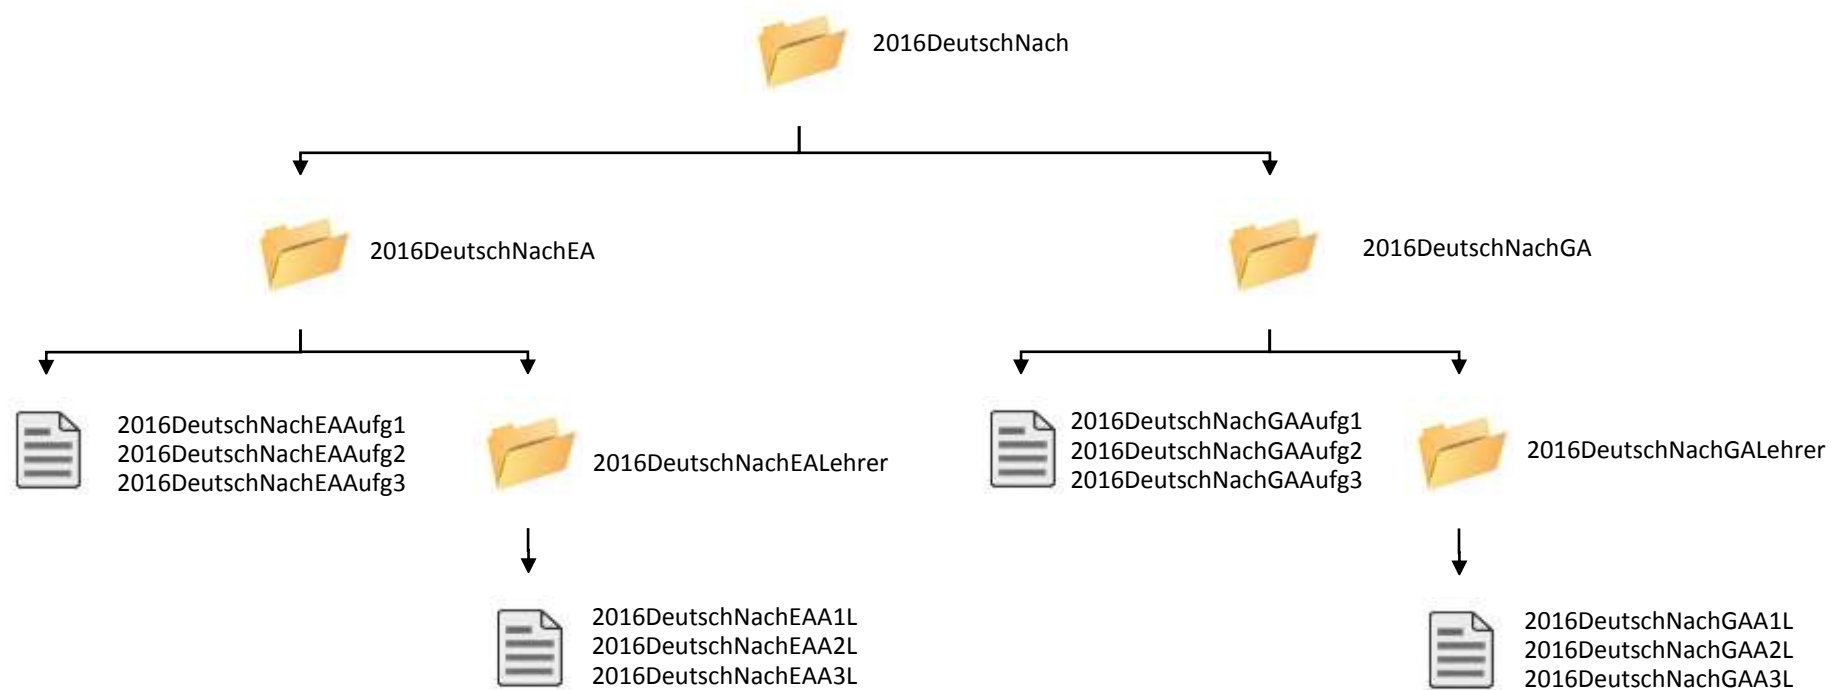 2016DeutschNach
2016DeutschNachEA
2016DeutschNachGA
2016DeutschNachEAAufg1
2016DeutschNachEAAufg2
2016DeutschNachEAAufg3
2016DeutschNachEALehrer
2016DeutschNachGAAufg1
2016DeutschNachGAAufg2
2016DeutschNachGAAufg3
2016DeutschNachGALehrer
2016DeutschNachEAA1L
2016DeutschNachEAA2L
2016DeutschNachEAA3L
2016DeutschNachGAA1L
2016DeutschNachGAA2L
2016DeutschNachGAA3L